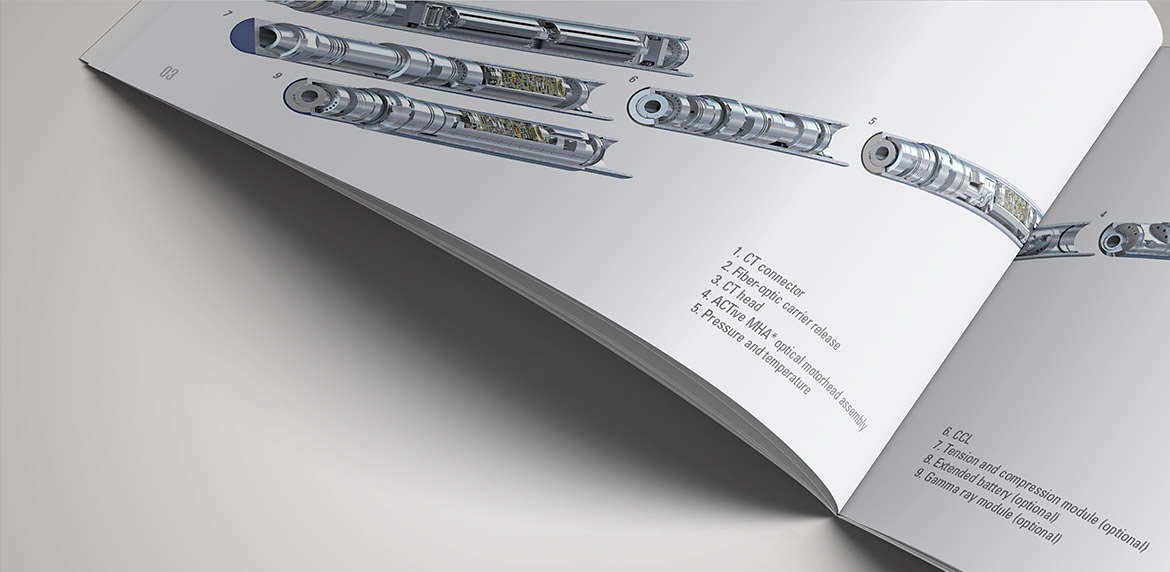 7
03
9
6
5
4
1. CT connector
2. Fiber-optic carrier release
3. CT head
4. ACTive MHA* optical motorhead assembly
5. Pressure and temperature
6. CCL
7. Tension and compression module (optional)
8. Extended battery (optional)
9. Gamma ray module (optional)